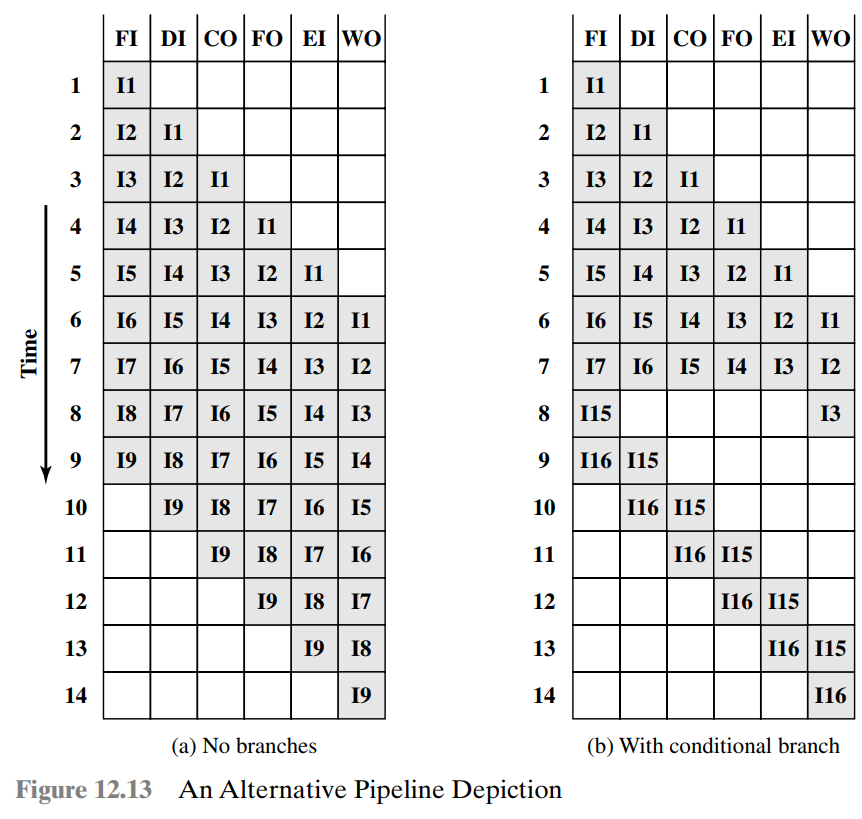 FI DI CO FO EI WO FI DI CO FO EI WO
1 I1 1 I1
2 I2 I1 2 I2 I1
3 I3 I2 I1 3 I3 I2 I1
4 I4 I3 I2 I1 4 I4 I3 I2 I1
5 I5 I4 I3 I2 I1 5 I5 I4 I3 I2 I1
6 I6 I5 I4 I3 I2 I1 6 I6 I5 I4 I3 I2 I1
Time
7 I7 I6 I5 I4 I3 I2 7 I7 I6 I5 I4 I3 I2
8 I8 I7 I6 I5 I4 I3 8 I15 I3
9 I9 I8 I7 I6 I5 I4 9 I16 I15
10 I9 I8 I7 I6 I5 10 I16 I15
11 I9 I8 I7 I6 11 I16 I15
12 I9 I8 I7 12 I16 I15
13 I9 I8 13 I16 I15
14 I9 14 I16
(a) No branches (b) With conditional branch
Figure 12.13 An Alternative Pipeline Depiction